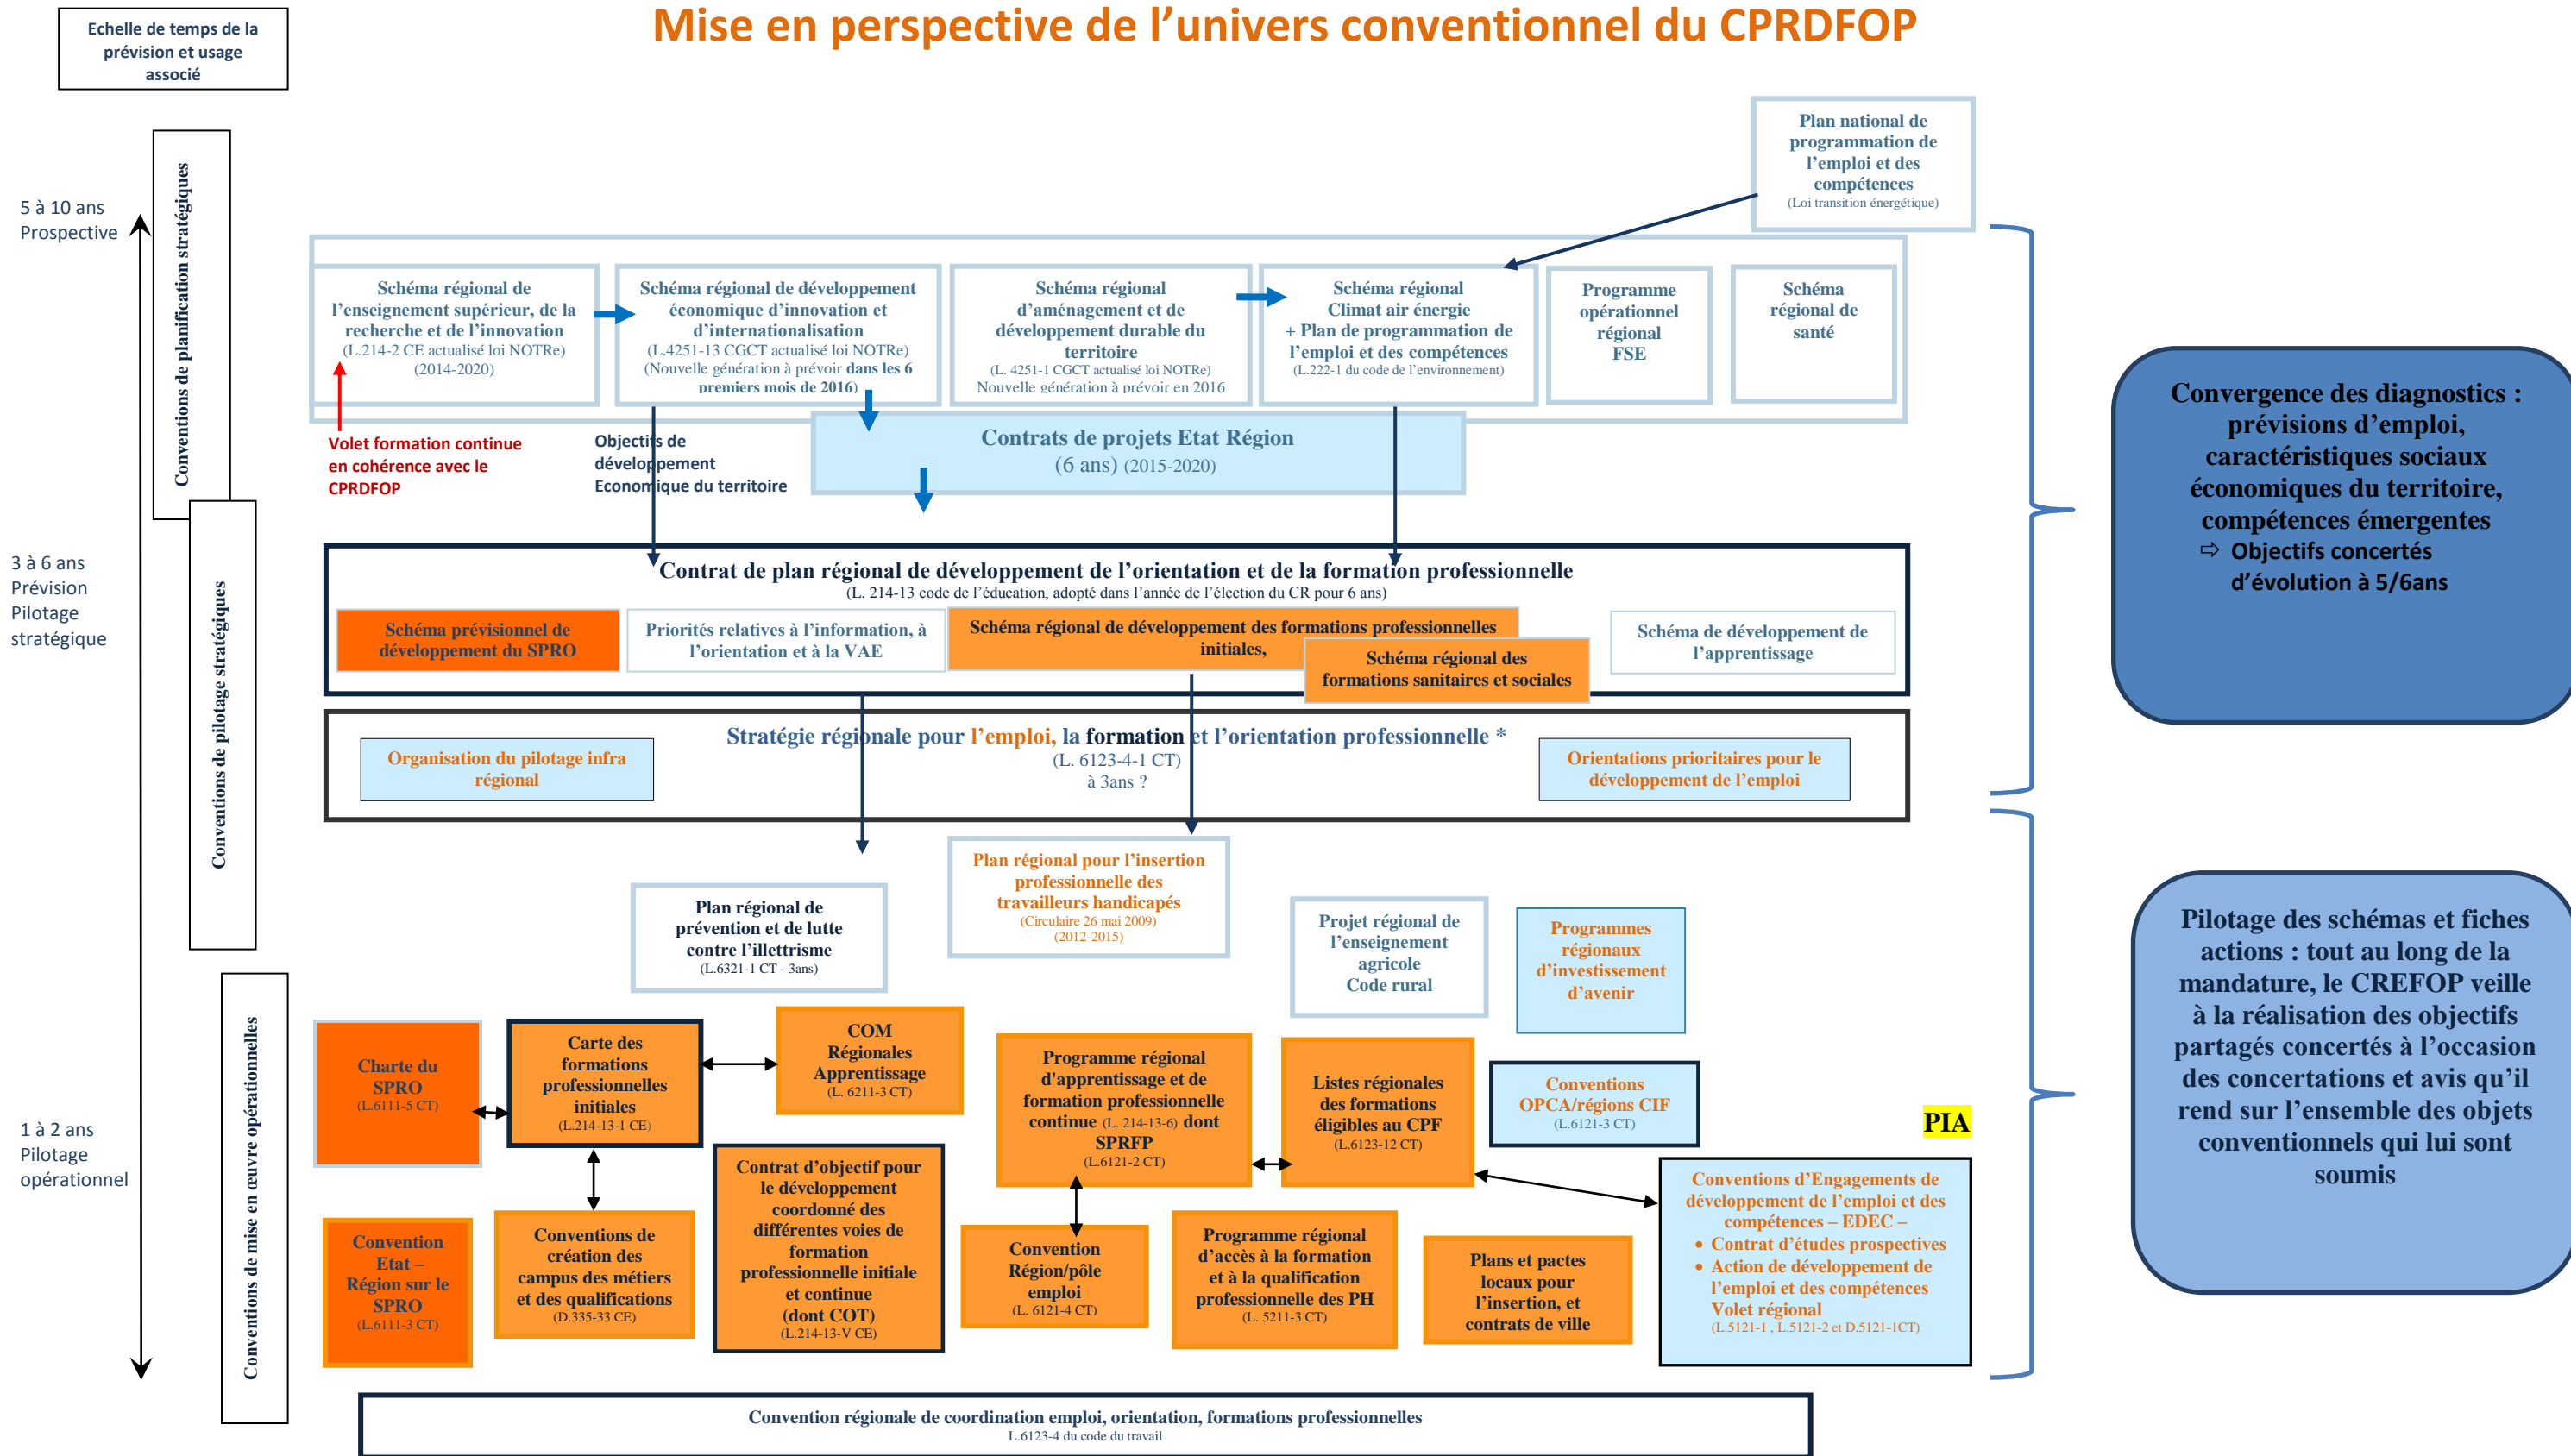 Mise en perspective de l’univers conventionnel du CPRDFOP
Echelle de temps de la
prévision et usage
associé
5 à 10 ans
Prospective
3 à 6 ans
Prévision
Pilotage
stratégique
1 à 2 ans
Pilotage
opérationnel
Conventions de planification stratégiques
Conventions de pilotage stratégiques
Conventions de mise en œuvre opérationnelles
Plan national de
programmation de
l’emploi et des
compétences
(Loi transition énergétique)
Schéma régional de
l’enseignement supérieur, de la
recherche et de l’innovation
(L.214-2 CE actualisé loi NOTRe)
(2014-2020)
Schéma régional de développement
économique d’innovation et
d’internationalisation
(L.4251-13 CGCT actualisé loi NOTRe)
(Nouvelle génération à prévoir dans les 6
premiers mois de 2016)
Schéma régional
d’aménagement et de
développement durable du
territoire
(L. 4251-1 CGCT actualisé loi NOTRe)
Nouvelle génération à prévoir en 2016
Schéma régional
Climat air énergie
+ Plan de programmation de
l’emploi et des compétences
(L.222-1 du code de l’environnement)
Programme
opérationnel
régional
FSE
Schéma
régional de
santé
Volet formation continue
en cohérence avec le
CPRDFOP
Objectifs de
développement
Economique du territoire
Contrats de projets Etat Région
(6 ans) (2015-2020)
Contrat de plan régional de développement de l’orientation et de la formation professionnelle
(L. 214-13 code de l’éducation, adopté dans l’année de l’élection du CR pour 6 ans)
Schéma prévisionnel de
développement du SPRO
Priorités relatives à l’information, à
l’orientation et à la VAE
Schéma régional de développement des formations professionnelles
initiales,
Schéma régional des
formations sanitaires et sociales
Schéma de développement de
l’apprentissage
Stratégie régionale pour l’emploi, la formation et l’orientation professionnelle *
(L. 6123-4-1 CT)
à 3ans ?
Organisation du pilotage infra
régional
Orientations prioritaires pour le
développement de l’emploi
Plan régional de
prévention et de lutte
contre l’illettrisme
(L.6321-1 CT - 3ans)
Plan régional pour l’insertion
professionnelle des
travailleurs handicapés
(Circulaire 26 mai 2009)
(2012-2015)
Projet régional de
l’enseignement
agricole
Code rural
Programmes
régionaux
d’investissement
d’avenir
Charte du
SPRO
(L.6111-5 CT)
Carte des
formations
professionnelles
initiales
(L.214-13-1 CE)
COM
Régionales
Apprentissage
(L. 6211-3 CT)
Programme régional
d'apprentissage et de
formation professionnelle
continue (L. 214-13-6) dont
SPRFP
(L.6121-2 CT)
Listes régionales
des formations
éligibles au CPF
(L.6123-12 CT)
Conventions
OPCA/régions CIF
(L.6121-3 CT)
PIA
Convention
Etat –
Région sur le
SPRO
(L.6111-3 CT)
Conventions de
création des
campus des métiers
et des qualifications
(D.335-33 CE)
Contrat d'objectif pour
le développement
coordonné des
différentes voies de
formation
professionnelle initiale
et continue
(dont COT)
(L.214-13-V CE)
Convention
Région/pôle
emploi
(L. 6121-4 CT)
Programme régional
d’accès à la formation
et à la qualification
professionnelle des PH
(L. 5211-3 CT)
Plans et pactes
locaux pour
l’insertion, et
contrats de ville
Conventions d’Engagements de
développement de l’emploi et des
compétences – EDEC –
• Contrat d’études prospectives
• Action de développement de
l’emploi et des compétences
Volet régional
(L.5121-1 , L.5121-2 et D.5121-1CT)
Convention régionale de coordination emploi, orientation, formations professionnelles
L.6123-4 du code du travail
Convergence des diagnostics :
prévisions d’emploi,
caractéristiques sociaux
économiques du territoire,
compétences émergentes
⇨ Objectifs concertés
d’évolution à 5/6ans
Pilotage des schémas et fiches
actions : tout au long de la
mandature, le CREFOP veille
à la réalisation des objectifs
partagés concertés à l’occasion
des concertations et avis qu’il
rend sur l’ensemble des objets
conventionnels qui lui sont
soumis